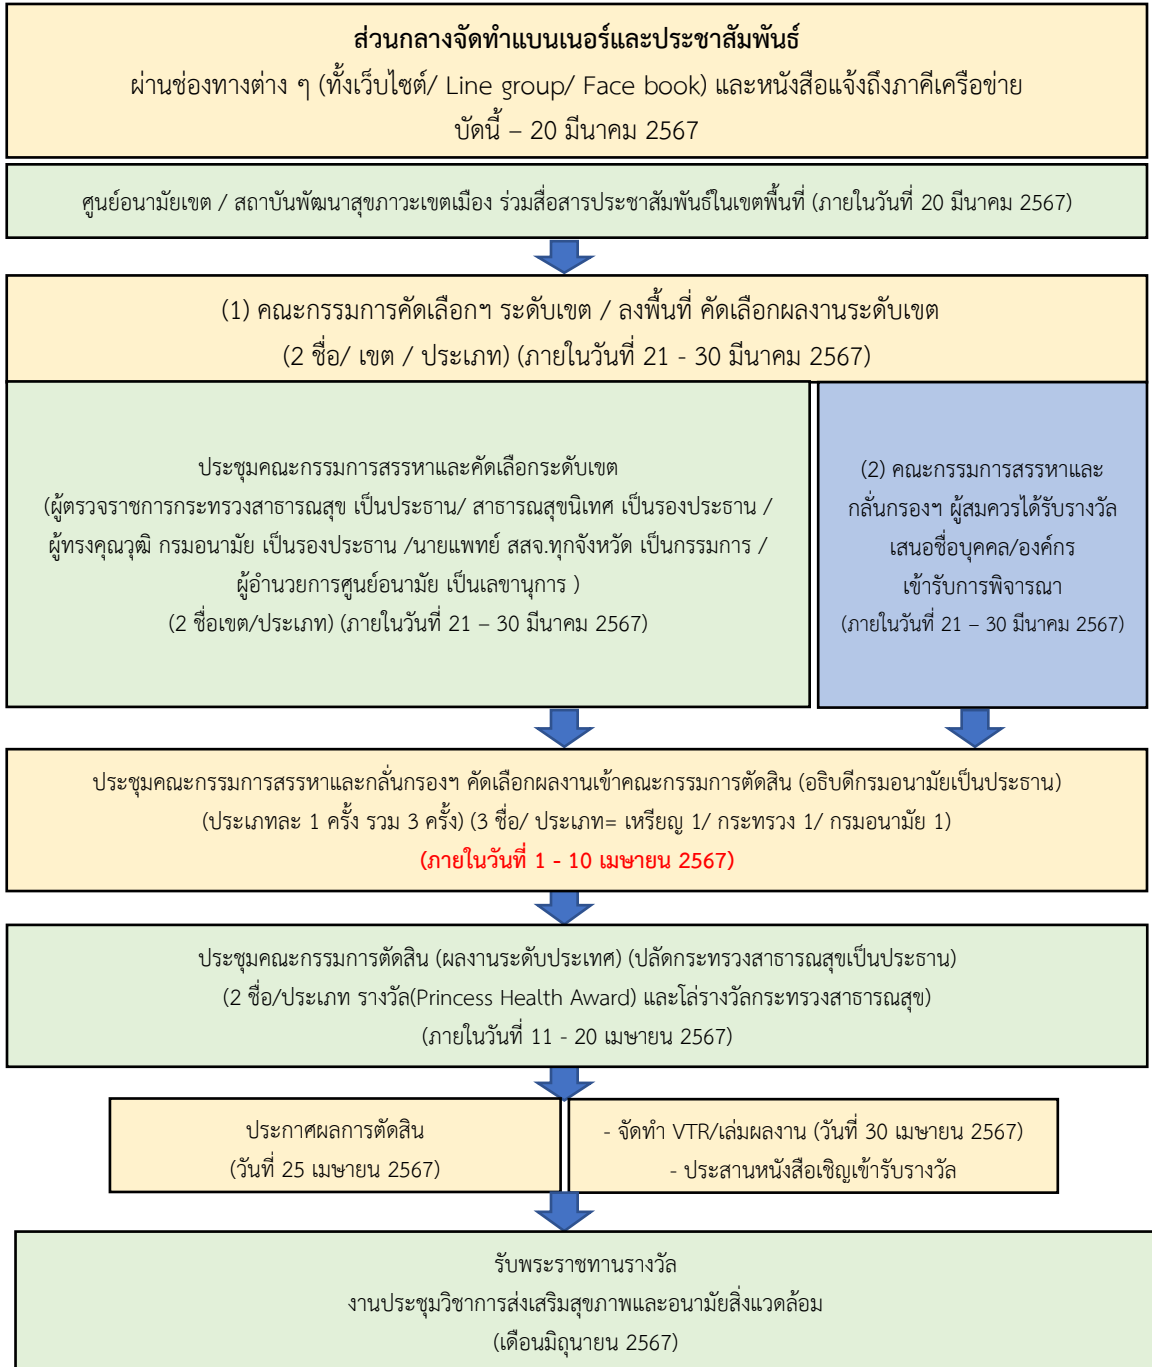 ส่วนกลางจัดทำแบนเนอร์และประชาสัมพันธ์
ผ่านช่องทางต่าง ๆ (ทั้งเว็บไซต์/ Line group/ Face book) และหนังสือแจ้งถึงภาคีเครือข่าย
บัดนี้ – 20 มีนาคม 2567
ศูนย์อนามัยเขต / สถาบันพัฒนาสุขภาวะเขตเมือง ร่วมสื่อสารประชาสัมพันธ์ในเขตพื้นที่ (ภายในวันที่ 20 มีนาคม 2567)
(1) คณะกรรมการคัดเลือกฯ ระดับเขต / ลงพื้นที่ คัดเลือกผลงานระดับเขต
(2 ชื่อ/ เขต / ประเภท) (ภายในวันที่ 21 - 30 มีนาคม 2567)
ประชุมคณะกรรมการสรรหาและคัดเลือกระดับเขต
(ผู้ตรวจราชการกระทรวงสาธารณสุข เป็นประธาน/ สาธารณสุขนิเทศ เป็นรองประธาน /
ผู้ทรงคุณวุฒิ กรมอนามัย เป็นรองประธาน /นายแพทย์ สสจ.ทุกจังหวัด เป็นกรรมการ /
ผู้อำนวยการศูนย์อนามัย เป็นเลขานุการ )
(2 ชื่อเขต/ประเภท) (ภายในวันที่ 21 – 30 มีนาคม 2567)
(2) คณะกรรมการสรรหาและ
กลั่นกรองฯ ผู้สมควรได้รับรางวัล
เสนอชื่อบุคคล/องค์กร
เข้ารับการพิจารณา
(ภายในวันที่ 21 – 30 มีนาคม 2567)
ประชุมคณะกรรมการสรรหาและกลั่นกรองฯ คัดเลือกผลงานเข้าคณะกรรมการตัดสิน (อธิบดีกรมอนามัยเป็นประธาน)
(ประเภทละ 1 ครั้ง รวม 3 ครั้ง) (3 ชื่อ/ ประเภท= เหรียญ 1/ กระทรวง 1/ กรมอนามัย 1)
(ภายในวันที่ 1 - 10 เมษายน 2567)
ประชุมคณะกรรมการตัดสิน (ผลงานระดับประเทศ) (ปลัดกระทรวงสาธารณสุขเป็นประธาน)
(2 ชื่อ/ประเภท รางวัล(Princess Health Award) และโล่รางวัลกระทรวงสาธารณสุข)
(ภายในวันที่ 11 - 20 เมษายน 2567)
ประกาศผลการตัดสิน
(วันที่ 25 เมษายน 2567)
- จัดทำ VTR/เล่มผลงาน (วันที่ 30 เมษายน 2567)
- ประสานหนังสือเชิญเข้ารับรางวัล
รับพระราชทานรางวัล
งานประชุมวิชาการส่งเสริมสุขภาพและอนามัยสิ่งแวดล้อม
(เดือนมิถุนายน 2567)